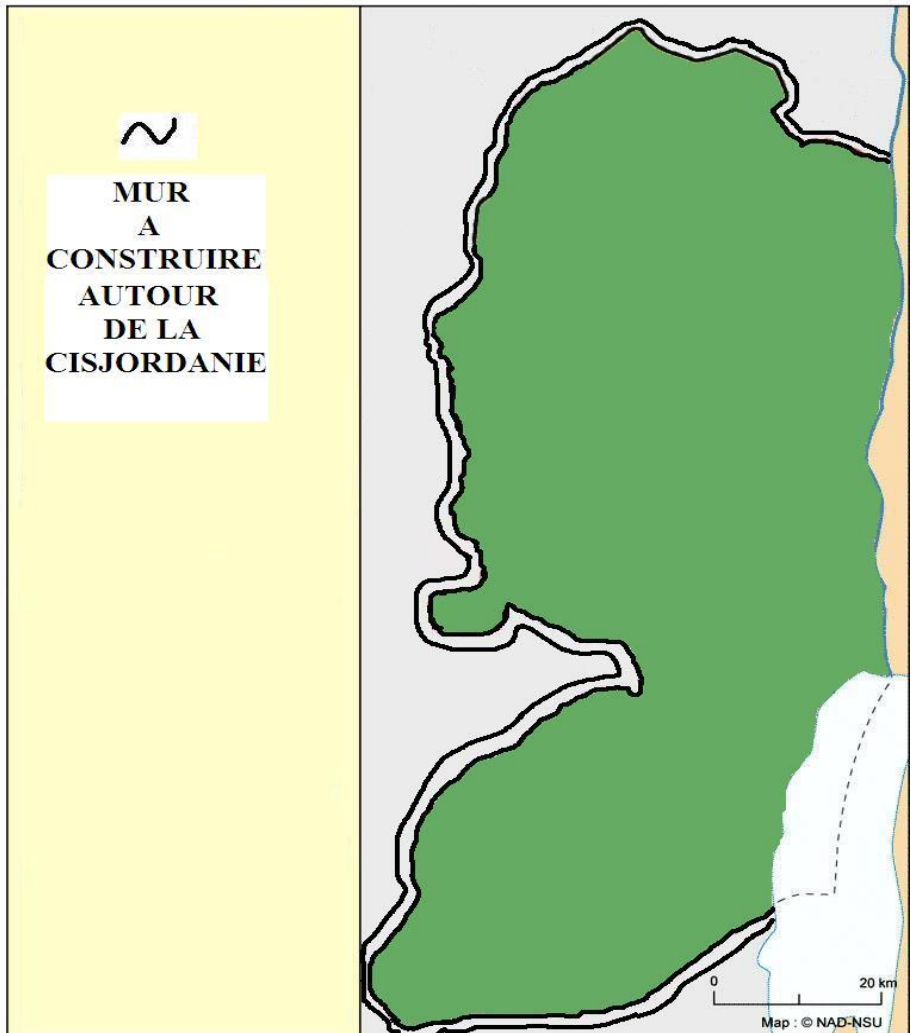 MUR
A
CONSTRUIRE
AUTOUR
DE LA
CISJORDANIE
0 20 km
Map : © NAD-NSU